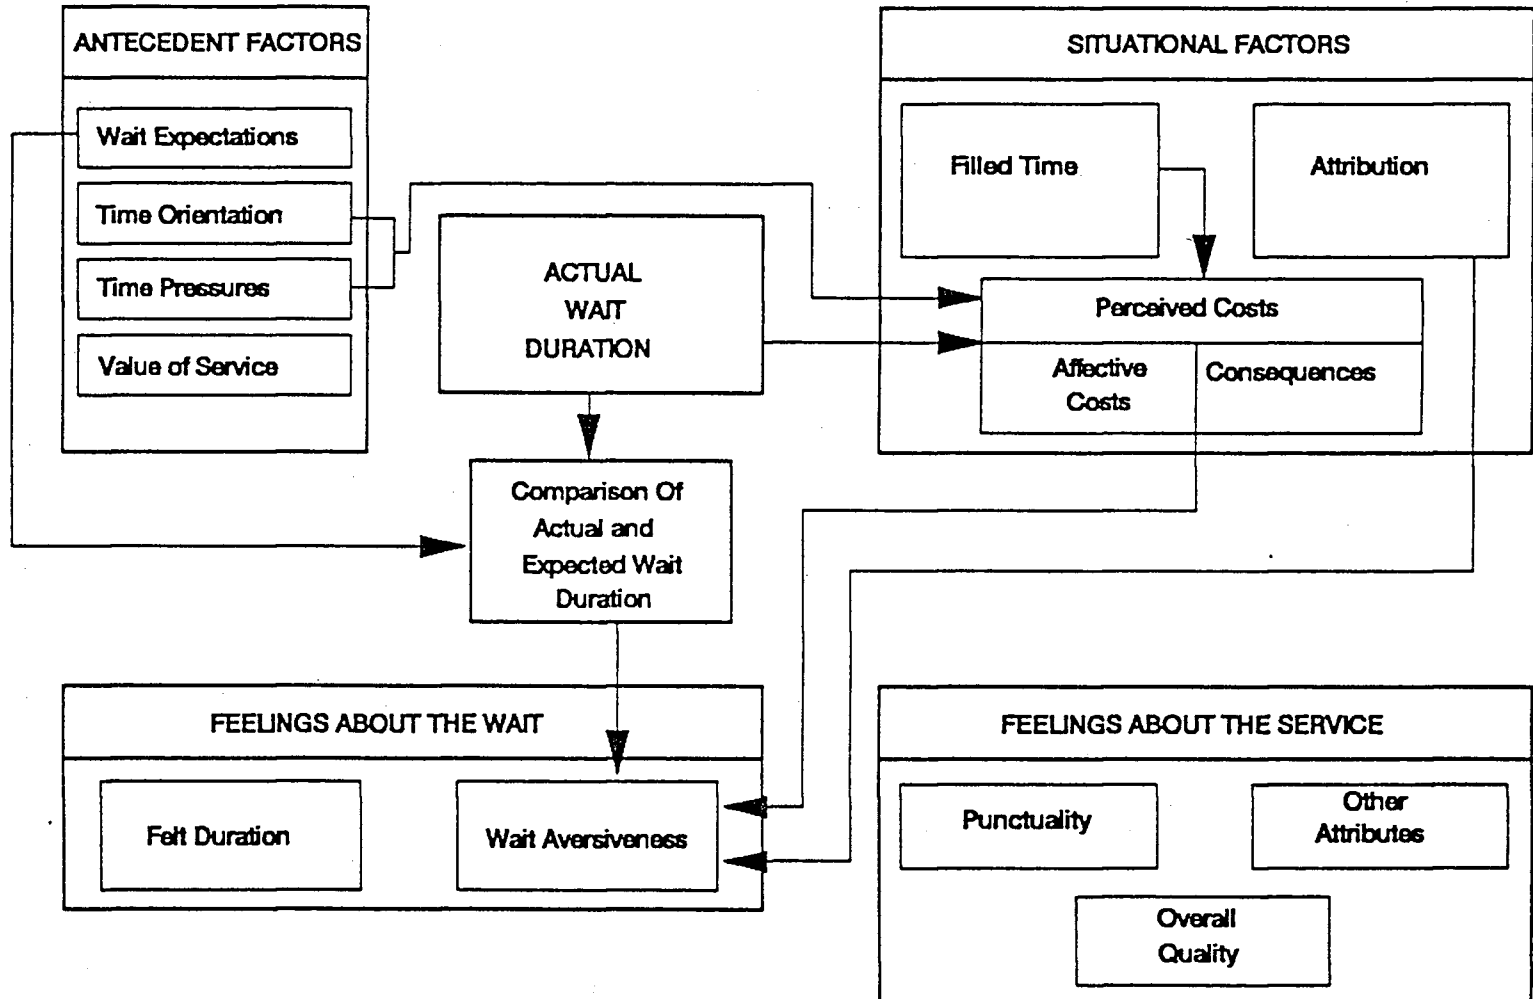 ANTECEDENT FACTORS
Wait Expectations
Time Orientation
Time Pressures
Value of Service
ACTUAL
WAIT
DURATION
SITUATIONAL FACTORS
Filled Time
Attribution
Perceived Costs
Affective
Costs
Consequences
Comparison Of
Actual and
Expected Wait
Duration
FEELINGS ABOUT THE WAIT
Felt Duration
Wait Aversiveness
FEELINGS ABOUT THE SERVICE
Punctuality
Other
Attributes
Overall
Quality